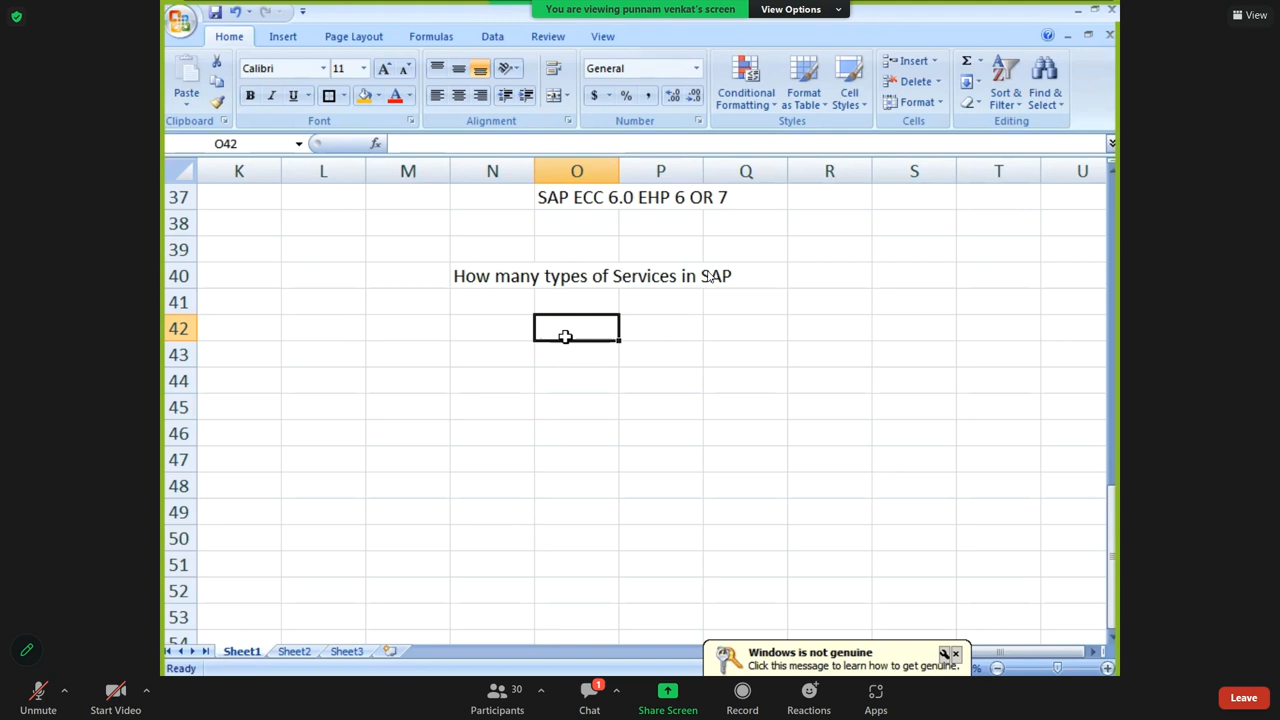 You are viewing punnam venkat's screen
View Options
View
Home Insert Page Layout Formulas Data Review View
Calibri 11 General
Paste
B I U $ % ,
Conditional Formatting
Format as Table
Cell Styles
Insert
Delete
Format
Σ
Sort & Filter
Find & Select
Clipboard Font Alignment Number Styles Cells Editing
O42 fx
K L M N O P Q R S T U
37 SAP ECC 6.0 EHP 6 OR 7
38
39
40 How many types of Services in SAP
41
42
43
44
45
46
47
48
49
50
51
52
53
54
Sheet1 Sheet2 Sheet3
Windows is not genuine
Click this message to learn how to get genuine.
Ready %
Unmute
Start Video
Participants 30
Chat 1
Share Screen
Record
Reactions
Apps
Leave